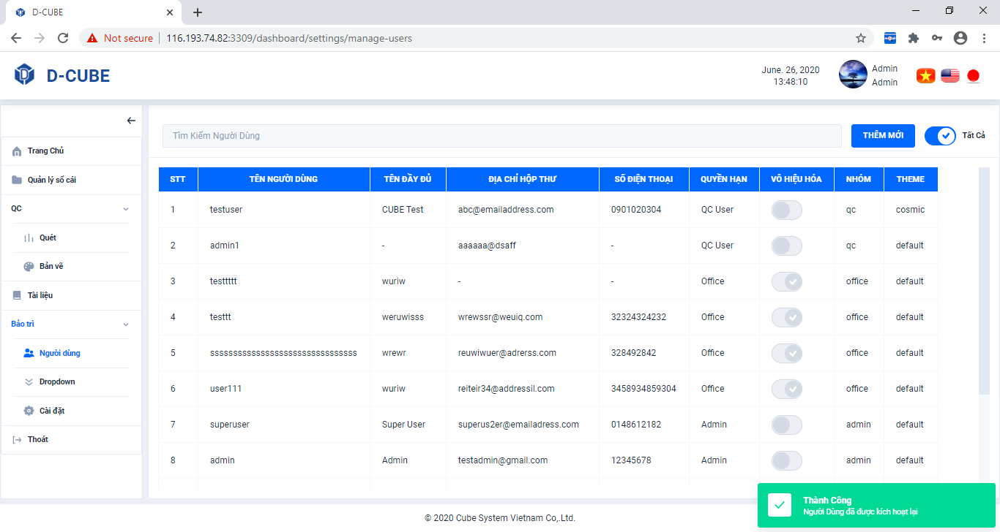 D-CUBE
Not secure 116.193.74.82:3309/dashboard/settings/manage-users
D-CUBE
June. 26, 2020
13:48:10
Admin
Admin
Trang Chủ
Quản lý sổ cái
QC
Quét
Bản vẽ
Tài liệu
Bảo trì
Người dùng
Dropdown
Cài đặt
Thoát
Tìm Kiếm Người Dùng
THÊM MỚI
Tất Cả
STT TÊN NGƯỜI DÙNG TÊN ĐẦY ĐỦ ĐỊA CHỈ HỘP THƯ SỐ ĐIỆN THOẠI QUYỀN HẠN VÔ HIỆU HÓA NHÓM THEME
1 testuser CUBE Test abc@emailaddress.com 0901020304 QC User qc cosmic
2 admin1 - aaaaaa@dsaff - QC User qc default
3 testtttt wuriw - - Office office default
4 testtt weruwisss wrewssr@weuiq.com 32324324232 Office office default
5 ssssssssssssssssssssssssssssssss wrewr reuwiwuer@adrerss.com 328492842 Office office default
6 user111 wuriw reiteir34@addressil.com 3458934859304 Office office default
7 superuser Super User superus2er@emailadress.com 0148612182 Admin admin default
8 admin Admin testadmin@gmail.com 12345678 Admin admin default
Thành Công
Người Dùng đã được kích hoạt lại
© 2020 Cube System Vietnam Co,.Ltd.